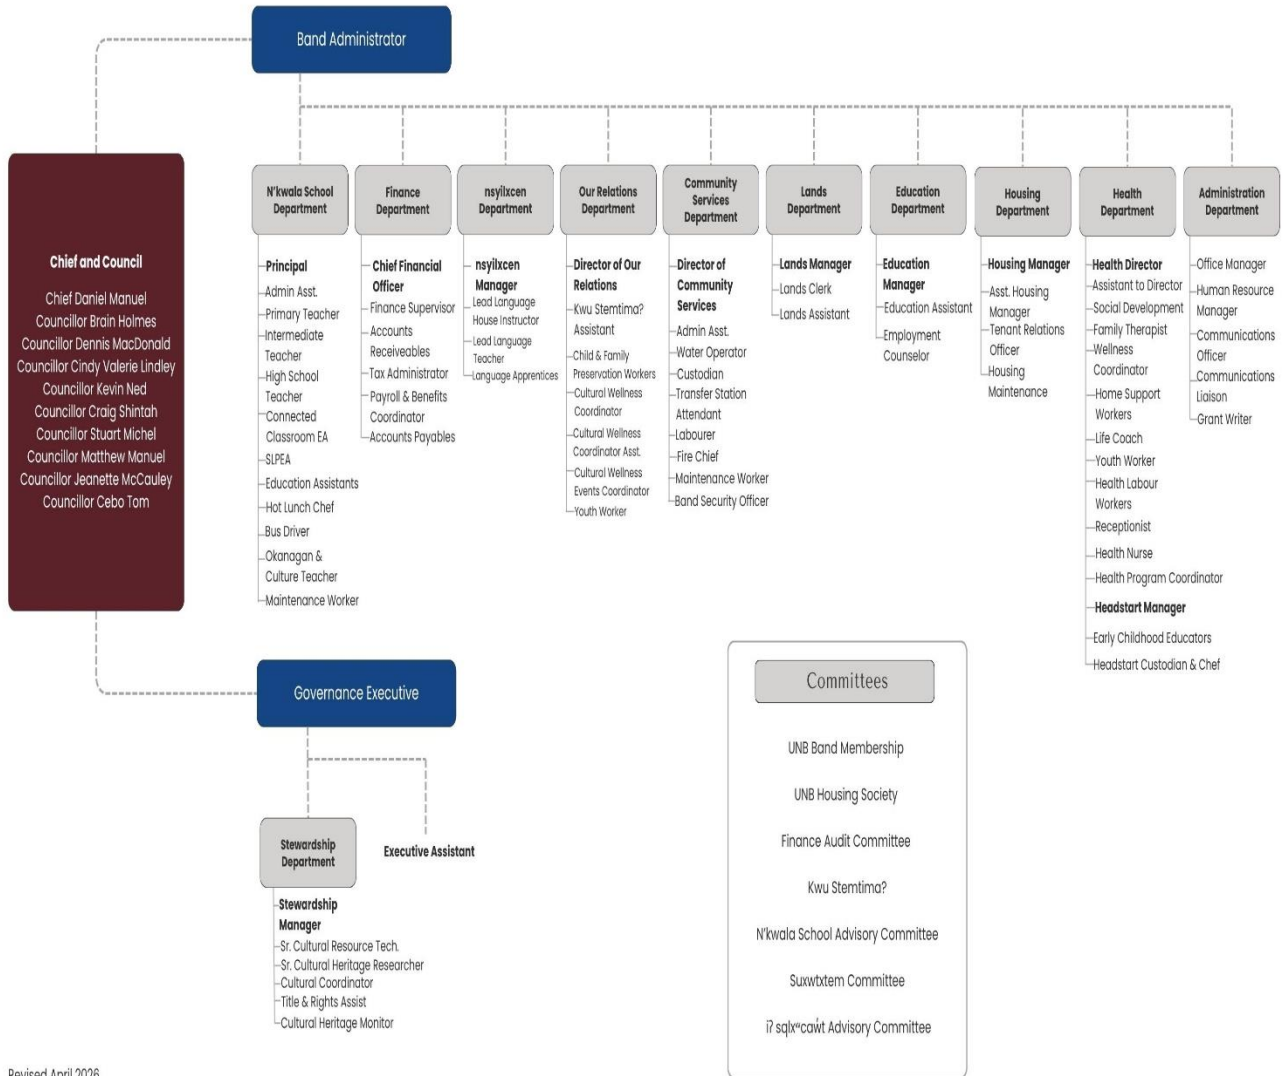 Band Administrator
Chief and Council
Chief Daniel Manuel
Councillor Brain Holmes
Councillor Dennis MacDonald
Councillor Cindy Valerie Lindley
Councillor Kevin Ned
Councillor Craig Shintah
Councillor Stuart Michel
Councillor Matthew Manuel
Councillor Jeanette McCauley
Councillor Cebo Tom
N'kwala School
Department
Principal
Admin Asst.
Primary Teacher
Intermediate
Teacher
High School
Teacher
Connected
Classroom EA
SLPEA
Education Assistants
Hot Lunch Chef
Bus Driver
Okanagan &
Culture Teacher
Maintenance Worker
Finance
Department
Chief Financial
Officer
Finance Supervisor
Accounts
Receivables
Tax Administrator
Payroll & Benefits
Coordinator
Accounts Payables
nsyilxcen
Department
nsyilxcen
Manager
Lead Language
House Instructor
Lead Language
Teacher
Language Apprentices
Our Relations
Department
Director of Our
Relations
Kwu Stemtima?
Assistant
Child & Family
Preservation Workers
Cultural Wellness
Coordinator
Cultural Wellness
Coordinator Asst.
Cultural Wellness
Events Coordinator
Youth Worker
Community
Services
Department
Director of
Community
Services
Admin Asst.
Water Operator
Custodian
Transfer Station
Attendant
Labourer
Fire Chief
Maintenance Worker
Band Security Officer
Lands
Department
Lands Manager
Lands Clerk
Lands Assistant
Education
Department
Education
Manager
Education Assistant
Employment
Counselor
Housing
Department
Housing Manager
Asst. Housing
Manager
Tenant Relations
Officer
Housing
Maintenance
Health
Department
Health Director
Assistant to Director
Social Development
Family Therapist
Wellness
Coordinator
Home Support
Workers
Life Coach
Youth Worker
Health Labour
Workers
Receptionist
Health Nurse
Health Program Coordinator
Headstart Manager
Early Childhood Educators
Headstart Custodian & Chef
Administration
Department
Office Manager
Human Resource
Manager
Communications
Officer
Communications
Liaison
Grant Writer
Governance Executive
Stewardship
Department
Executive Assistant
Stewardship
Manager
Sr. Cultural Resource Tech.
Sr. Cultural Heritage Researcher
Cultural Coordinator
Title & Rights Assist
Cultural Heritage Monitor
Committees
UNB Band Membership
UNB Housing Society
Finance Audit Committee
Kwu Stemtima?
N'kwala School Advisory Committee
Suxwtxtem Committee
iʔ sqlxʷcaẃt Advisory Committee
Revised April 2026